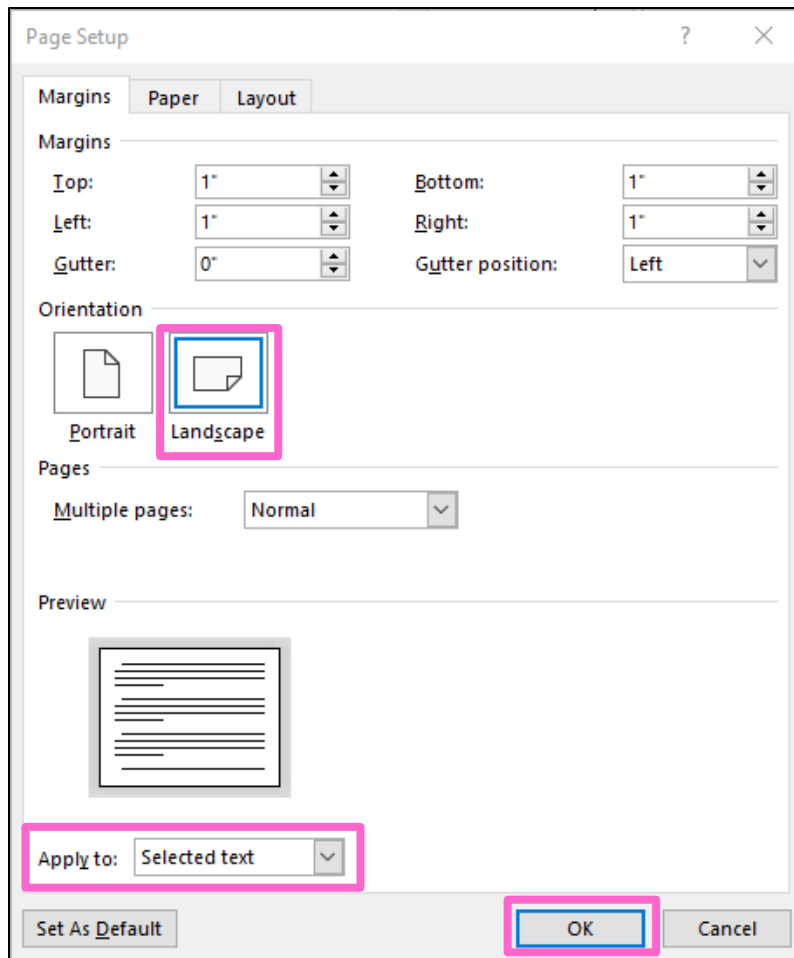 Page Setup ?
Margins Paper Layout
Margins
Top: 1" Bottom: 1"
Left: 1" Right: 1"
Gutter: 0" Gutter position: Left
Orientation
Portrait Landscape
Pages
Multiple pages: Normal
Preview
Apply to: Selected text
Set As Default OK Cancel